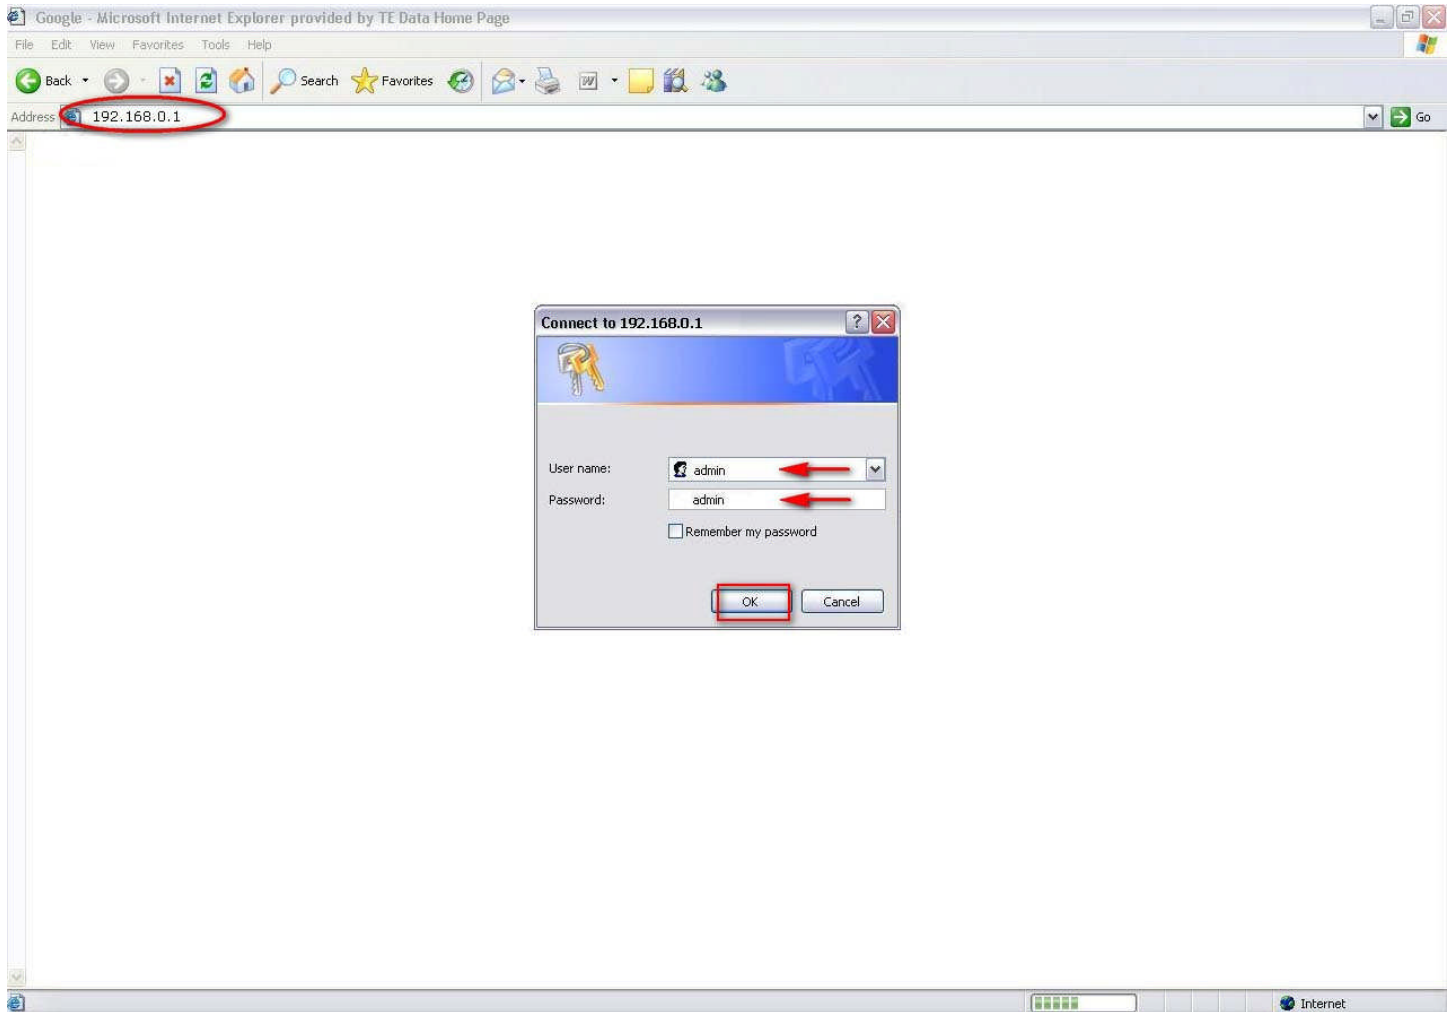 Google - Microsoft Internet Explorer provided by TE Data Home Page
File Edit View Favorites Tools Help
Back Search Favorites
Address 192.168.0.1 Go
Connect to 192.168.0.1
User name: admin
Password: admin
Remember my password
OK Cancel
Internet